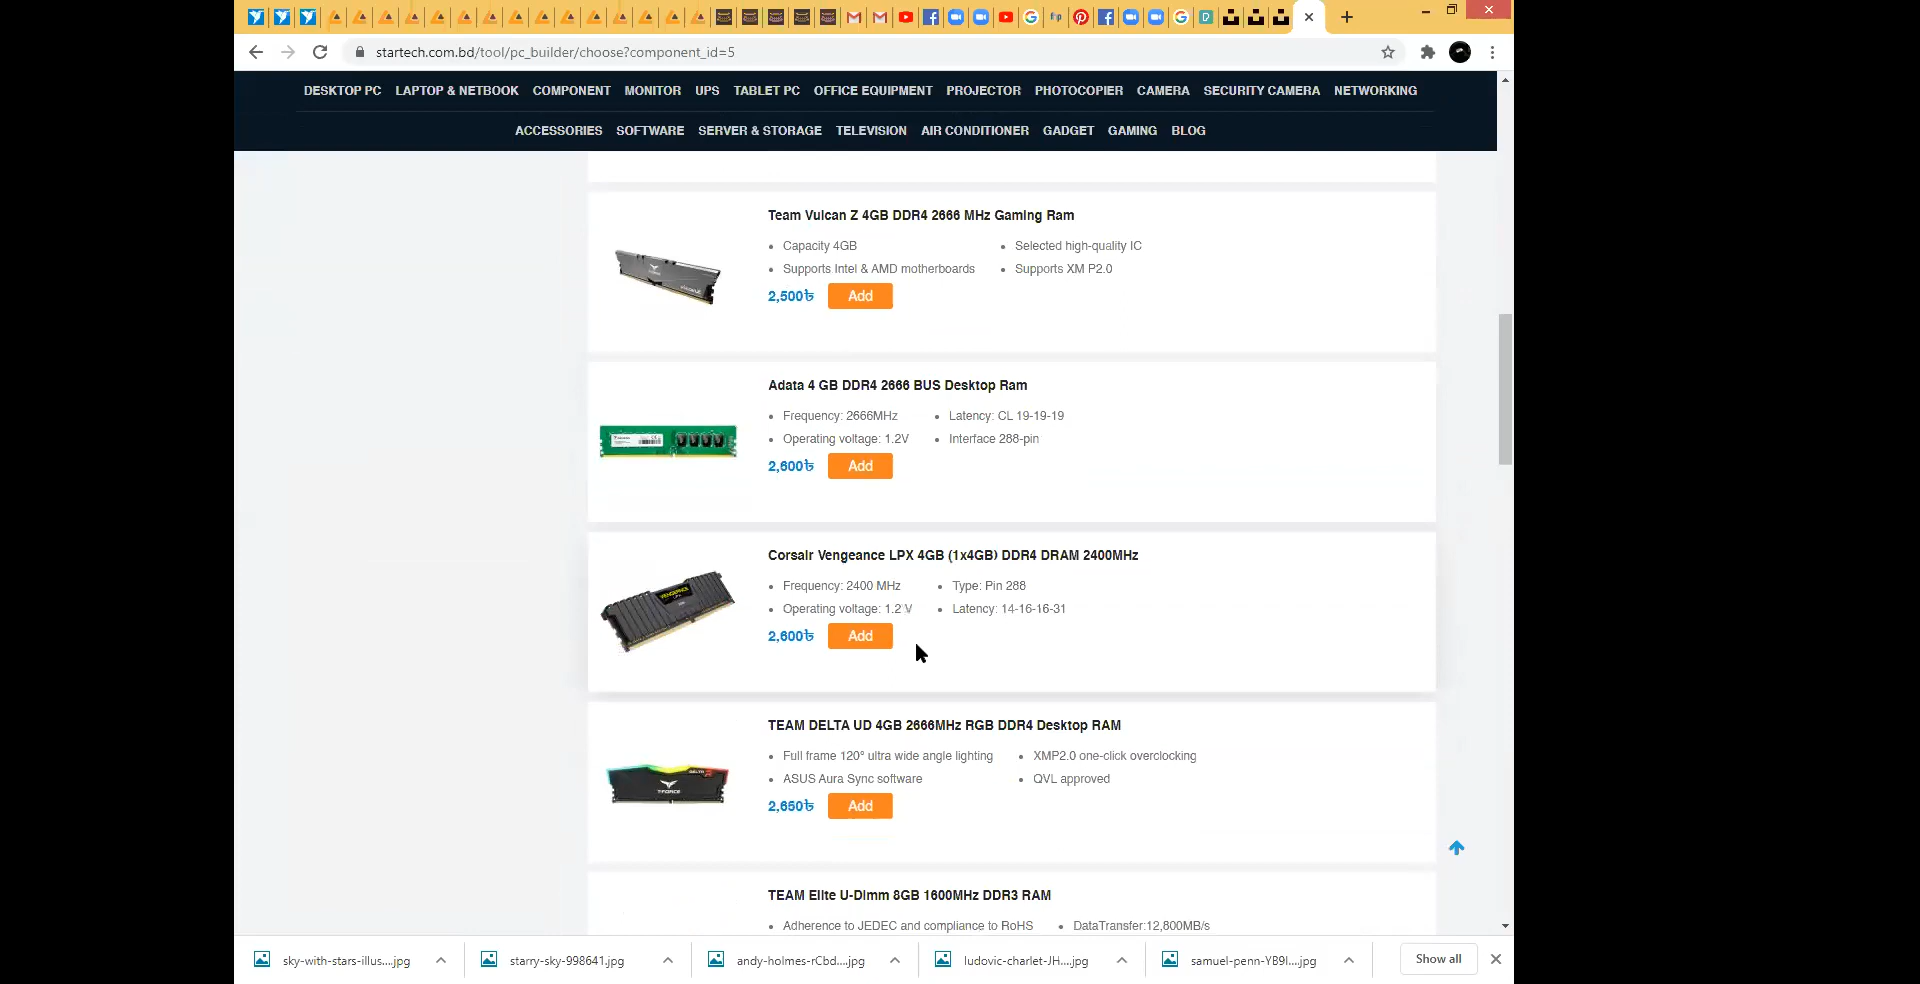 startech.com.bd/tool/pc_builder/choose?component_id=5
DESKTOP PC LAPTOP & NETBOOK COMPONENT MONITOR UPS TABLET PC OFFICE EQUIPMENT PROJECTOR PHOTOCOPIER CAMERA SECURITY CAMERA NETWORKING
ACCESSORIES SOFTWARE SERVER & STORAGE TELEVISION AIR CONDITIONER GADGET GAMING BLOG
Team Vulcan Z 4GB DDR4 2666 MHz Gaming Ram
Capacity 4GB Selected high-quality IC
Supports Intel & AMD motherboards Supports XM P2.0
2,500৳ Add
Adata 4 GB DDR4 2666 BUS Desktop Ram
Frequency: 2666MHz Latency: CL 19-19-19
Operating voltage: 1.2V Interface 288-pin
2,600৳ Add
Corsair Vengeance LPX 4GB (1x4GB) DDR4 DRAM 2400MHz
Frequency: 2400 MHz Type: Pin 288
Operating voltage: 1.2 V Latency: 14-16-16-31
VENGEANCE
2,600৳ Add
TEAM DELTA UD 4GB 2666MHz RGB DDR4 Desktop RAM
Full frame 120° ultra wide angle lighting XMP2.0 one-click overclocking
ASUS Aura Sync software QVL approved
DELTA
T-FORCE
2,650৳ Add
TEAM Elite U-Dimm 8GB 1600MHz DDR3 RAM
Adherence to JEDEC and compliance to RoHS DataTransfer:12,800MB/s
sky-with-stars-illus....jpg starry-sky-998641.jpg andy-holmes-rCbd....jpg ludovic-charlet-JH....jpg samuel-penn-YB9I....jpg Show all